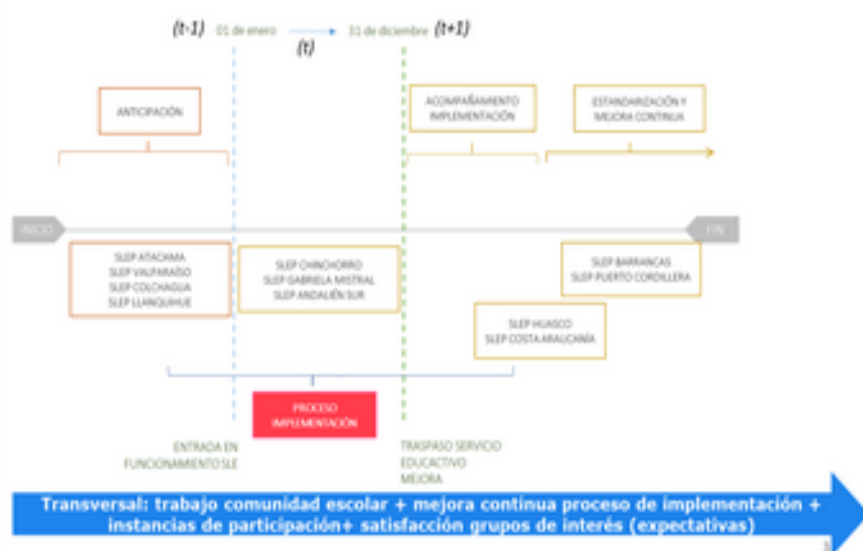 (t-1) 01 de enero
(t)
31 de diciembre (t+1)
ANTICIPACIÓN
ACOMPAÑAMIENTO
IMPLEMENTACIÓN
ESTANDARIZACIÓN Y
MEJORA CONTINUA
INICIO
FIN
SLEP ATACAMA
SLEP VALPARAÍSO
SLEP COLCHAGUA
SLEP LLANQUIHUE
SLEP CHINCHORRO
SLEP GABRIELA MISTRAL
SLEP ANDALIÉN SUR
SLEP BARRANCAS
SLEP PUERTO CORDILLERA
SLEP HUASCO
SLEP COSTA ARAUCANÍA
PROCESO
IMPLEMENTACIÓN
ENTRADA EN
FUNCIONAMIENTO SLE
TRASPASO SERVICIO
EDUCACTIVO
MEJORA
Transversal: trabajo comunidad escolar + mejora continua proceso de implementación +
instancias de participación+ satisfacción grupos de interés (expectativas)